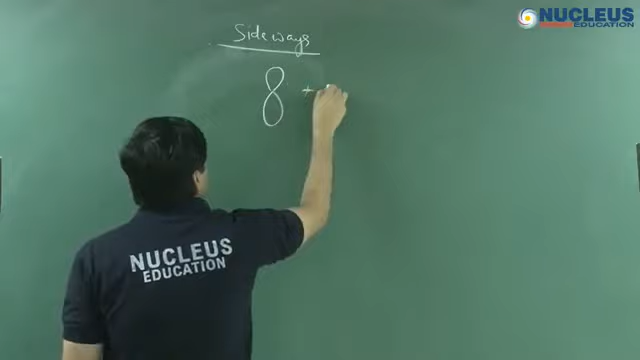 NUCLEUS
EDUCATION
Sideways
8 +
NUCLEUS
EDUCATION